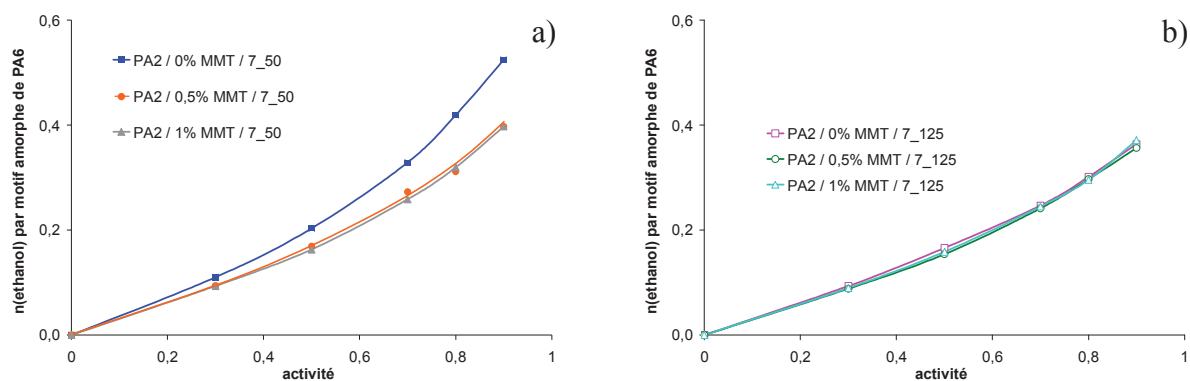 a)
n(ethanol) par motif amorphe de PA6
0,6
0,4
0,2
0,0
PA2 / 0% MMT / 7_50
PA2 / 0,5% MMT / 7_50
PA2 / 1% MMT / 7_50
0
0,2
0,4
0,6
0,8
1
activité
b)
n(ethanol) par motif amorphe de PA6
0,6
0,4
0,2
0,0
PA2 / 0% MMT / 7_125
PA2 / 0,5% MMT / 7_125
PA2 / 1% MMT / 7_125
0
0,2
0,4
0,6
0,8
1
activité